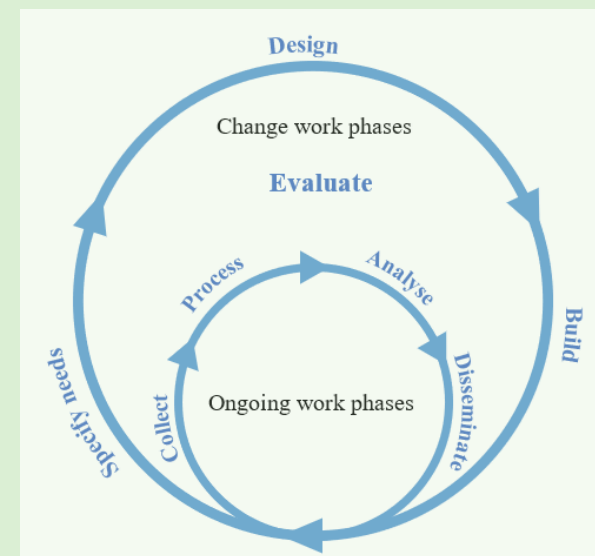 Design
Change work phases
Evaluate
Process
Analyse
Build
Specify needs
Collect
Ongoing work phases
Disseminate